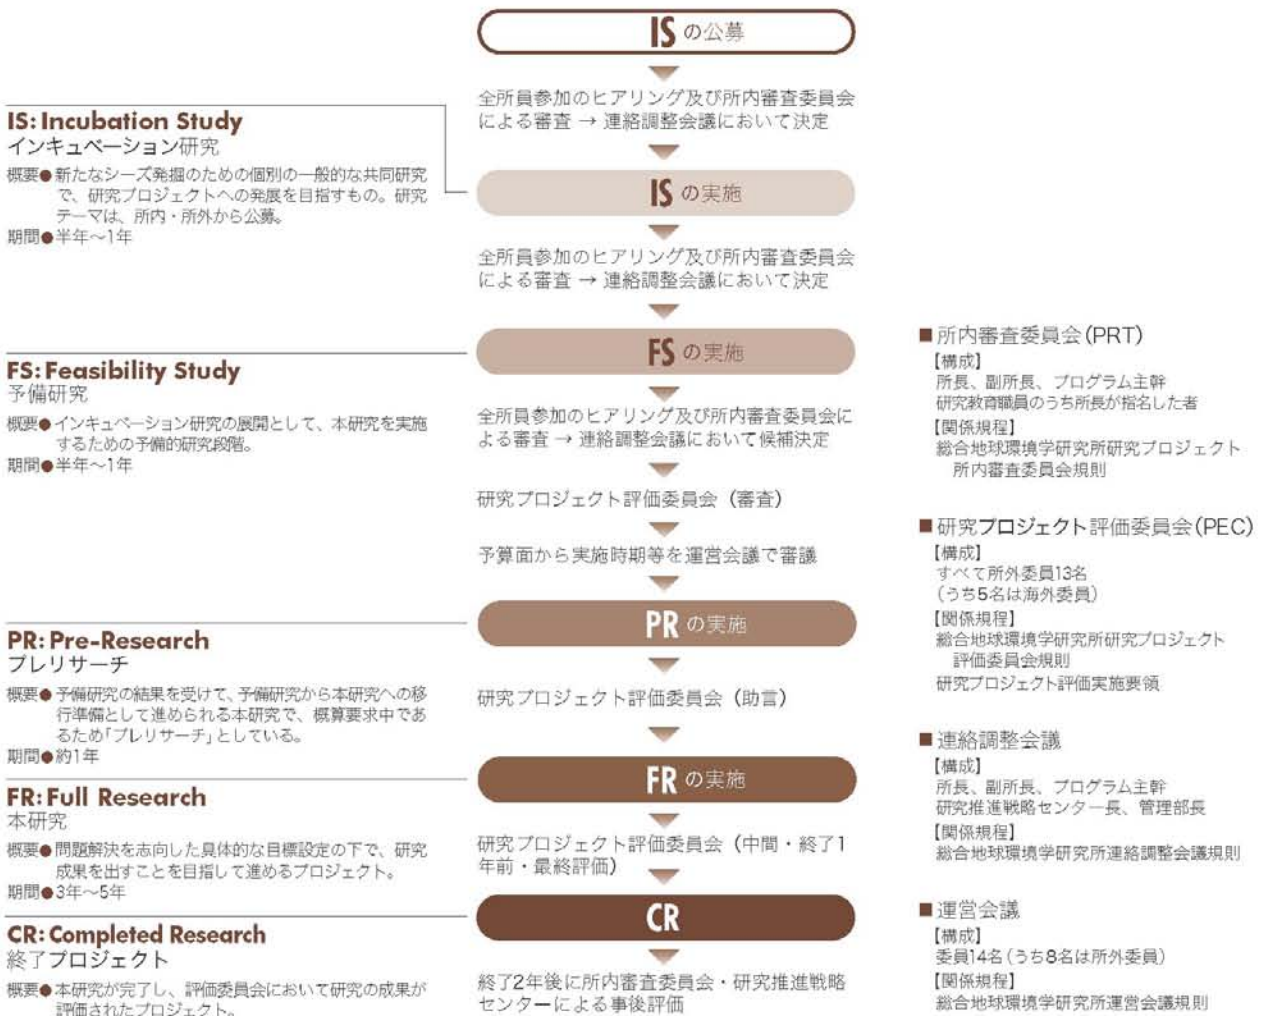 IS の公募
全所員参加のヒアリング及び所内審査委員会
による審査 → 連絡調整会議において決定
IS: Incubation Study
インキュベーション研究
概要●新たなシーズ発掘のための個別の一般的な共同研究
で、研究プロジェクトへの発展を目指すもの。研究
テーマは、所内・所外から公募。
期間●半年～1年
IS の実施
全所員参加のヒアリング及び所内審査委員会
による審査 → 連絡調整会議において決定
FS: Feasibility Study
予備研究
概要●インキュベーション研究の展開として、本研究を実施
するための予備的研究段階。
期間●半年～1年
FS の実施
全所員参加のヒアリング及び所内審査委員会に
よる審査 → 連絡調整会議において候補決定
研究プロジェクト評価委員会（審査）
予算面から実施時期等を運営会議で審議
PR: Pre-Research
プレリサーチ
概要●予備研究の結果を受けて、予備研究から本研究への移
行準備として進められる本研究で、概算要求中であ
るため「プレリサーチ」としている。
期間●約1年
PR の実施
研究プロジェクト評価委員会（助言）
FR: Full Research
本研究
概要●問題解決を志向した具体的な目標設定の下で、研究
成果を出すことを目指して進めるプロジェクト。
期間●3年～5年
FR の実施
研究プロジェクト評価委員会（中間・終了1
年前・最終評価）
CR: Completed Research
終了プロジェクト
概要●本研究が完了し、評価委員会において研究の成果が
評価されたプロジェクト。
CR
終了2年後に所内審査委員会・研究推進戦略
センターによる事後評価
■所内審査委員会(PRT)
【構成】
所長、副所長、プログラム主幹
研究教育職員のうち所長が指名した者
【関係規程】
総合地球環境学研究所研究プロジェクト
所内審査委員会規則
■研究プロジェクト評価委員会(PEC)
【構成】
すべて所外委員13名
(うち5名は海外委員)
【関係規程】
総合地球環境学研究所研究プロジェクト
評価委員会規則
研究プロジェクト評価実施要領
■連絡調整会議
【構成】
所長、副所長、プログラム主幹
研究推進戦略センター長、管理部長
【関係規程】
総合地球環境学研究所連絡調整会議規則
■運営会議
【構成】
委員14名(うち8名は所外委員)
【関係規程】
総合地球環境学研究所運営会議規則